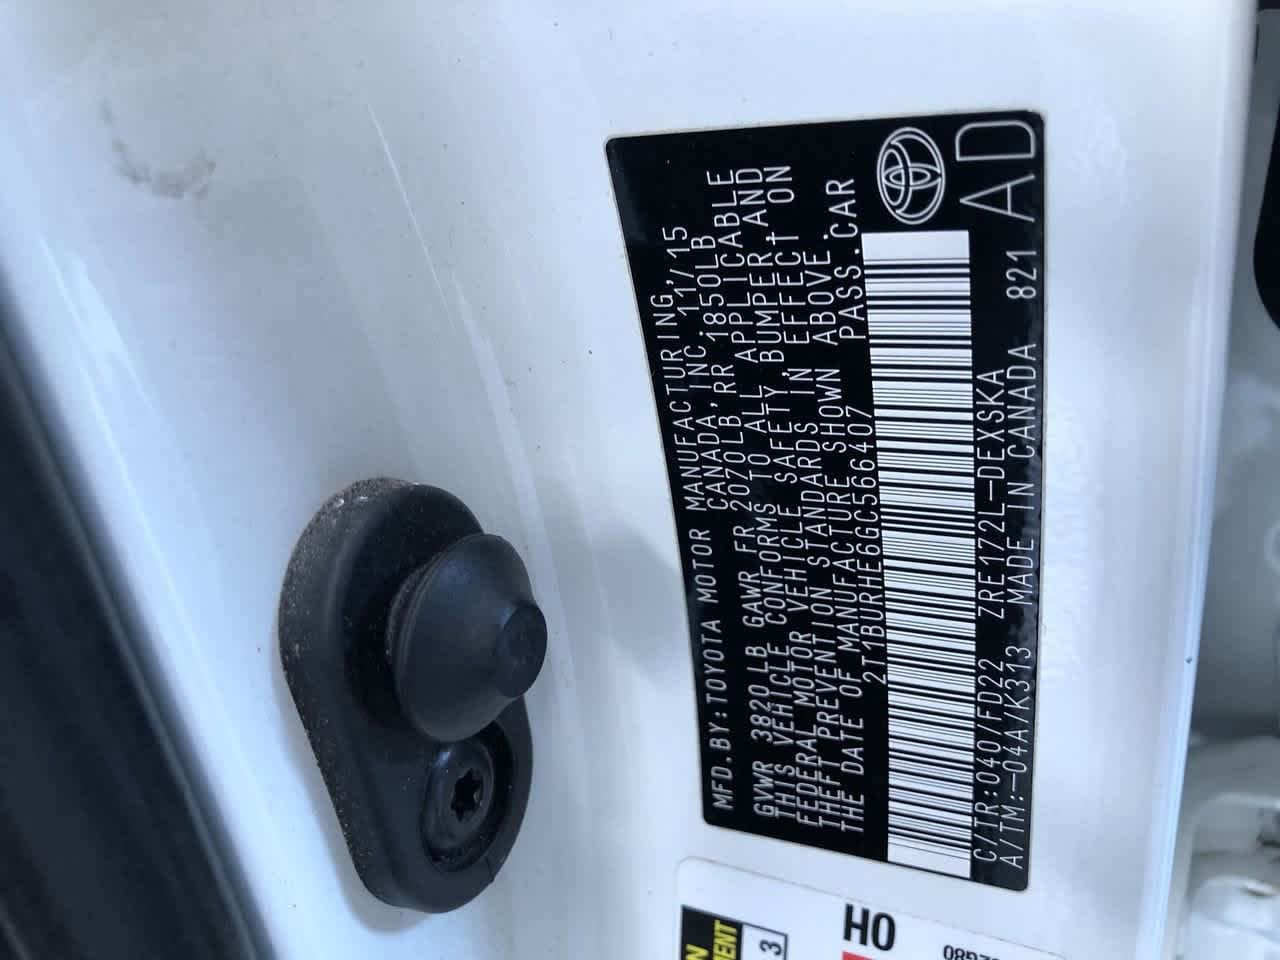 MFD.BY:TOYOTA MOTOR MANUFACTURING,
CANADA, INC. 11/15
GVWR 3820 LB GAWR FR 2070LB, RR 1850LB
THIS VEHICLE CONFORMS TO ALL APPLICABLE
FEDERAL MOTOR VEHICLE SAFETY, BUMPER, AND
THEFT PREVENTION STANDARDS IN EFFECT ON
THE DATE OF MANUFACTURE SHOWN ABOVE.
2T1BURHE6GC566407 PASS.CAR
C/TR:040/FD22 ZRE172L-DEXSKA
A/TM:-04A/K313 MADE IN CANADA 821
AD
HO
3